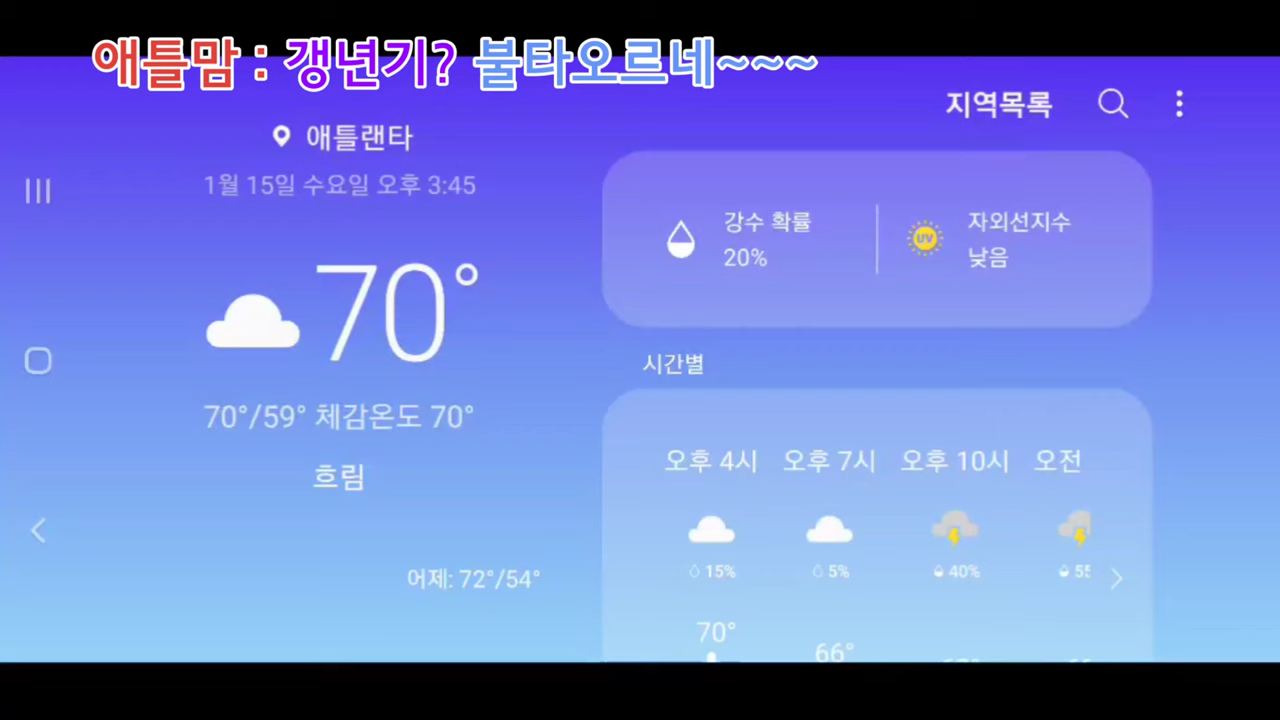 애틀맘 : 갱년기? 불타오르네~~~
지역목록
애틀랜타
1월 15일 수요일 오후 3:45
70°
70°/59° 체감온도 70°
흐림
어제: 72°/54°
강수 확률
20%
UV
자외선지수
낮음
시간별
오후 4시 오후 7시 오후 10시 오전
15% 5% 40% 55
70°
66°